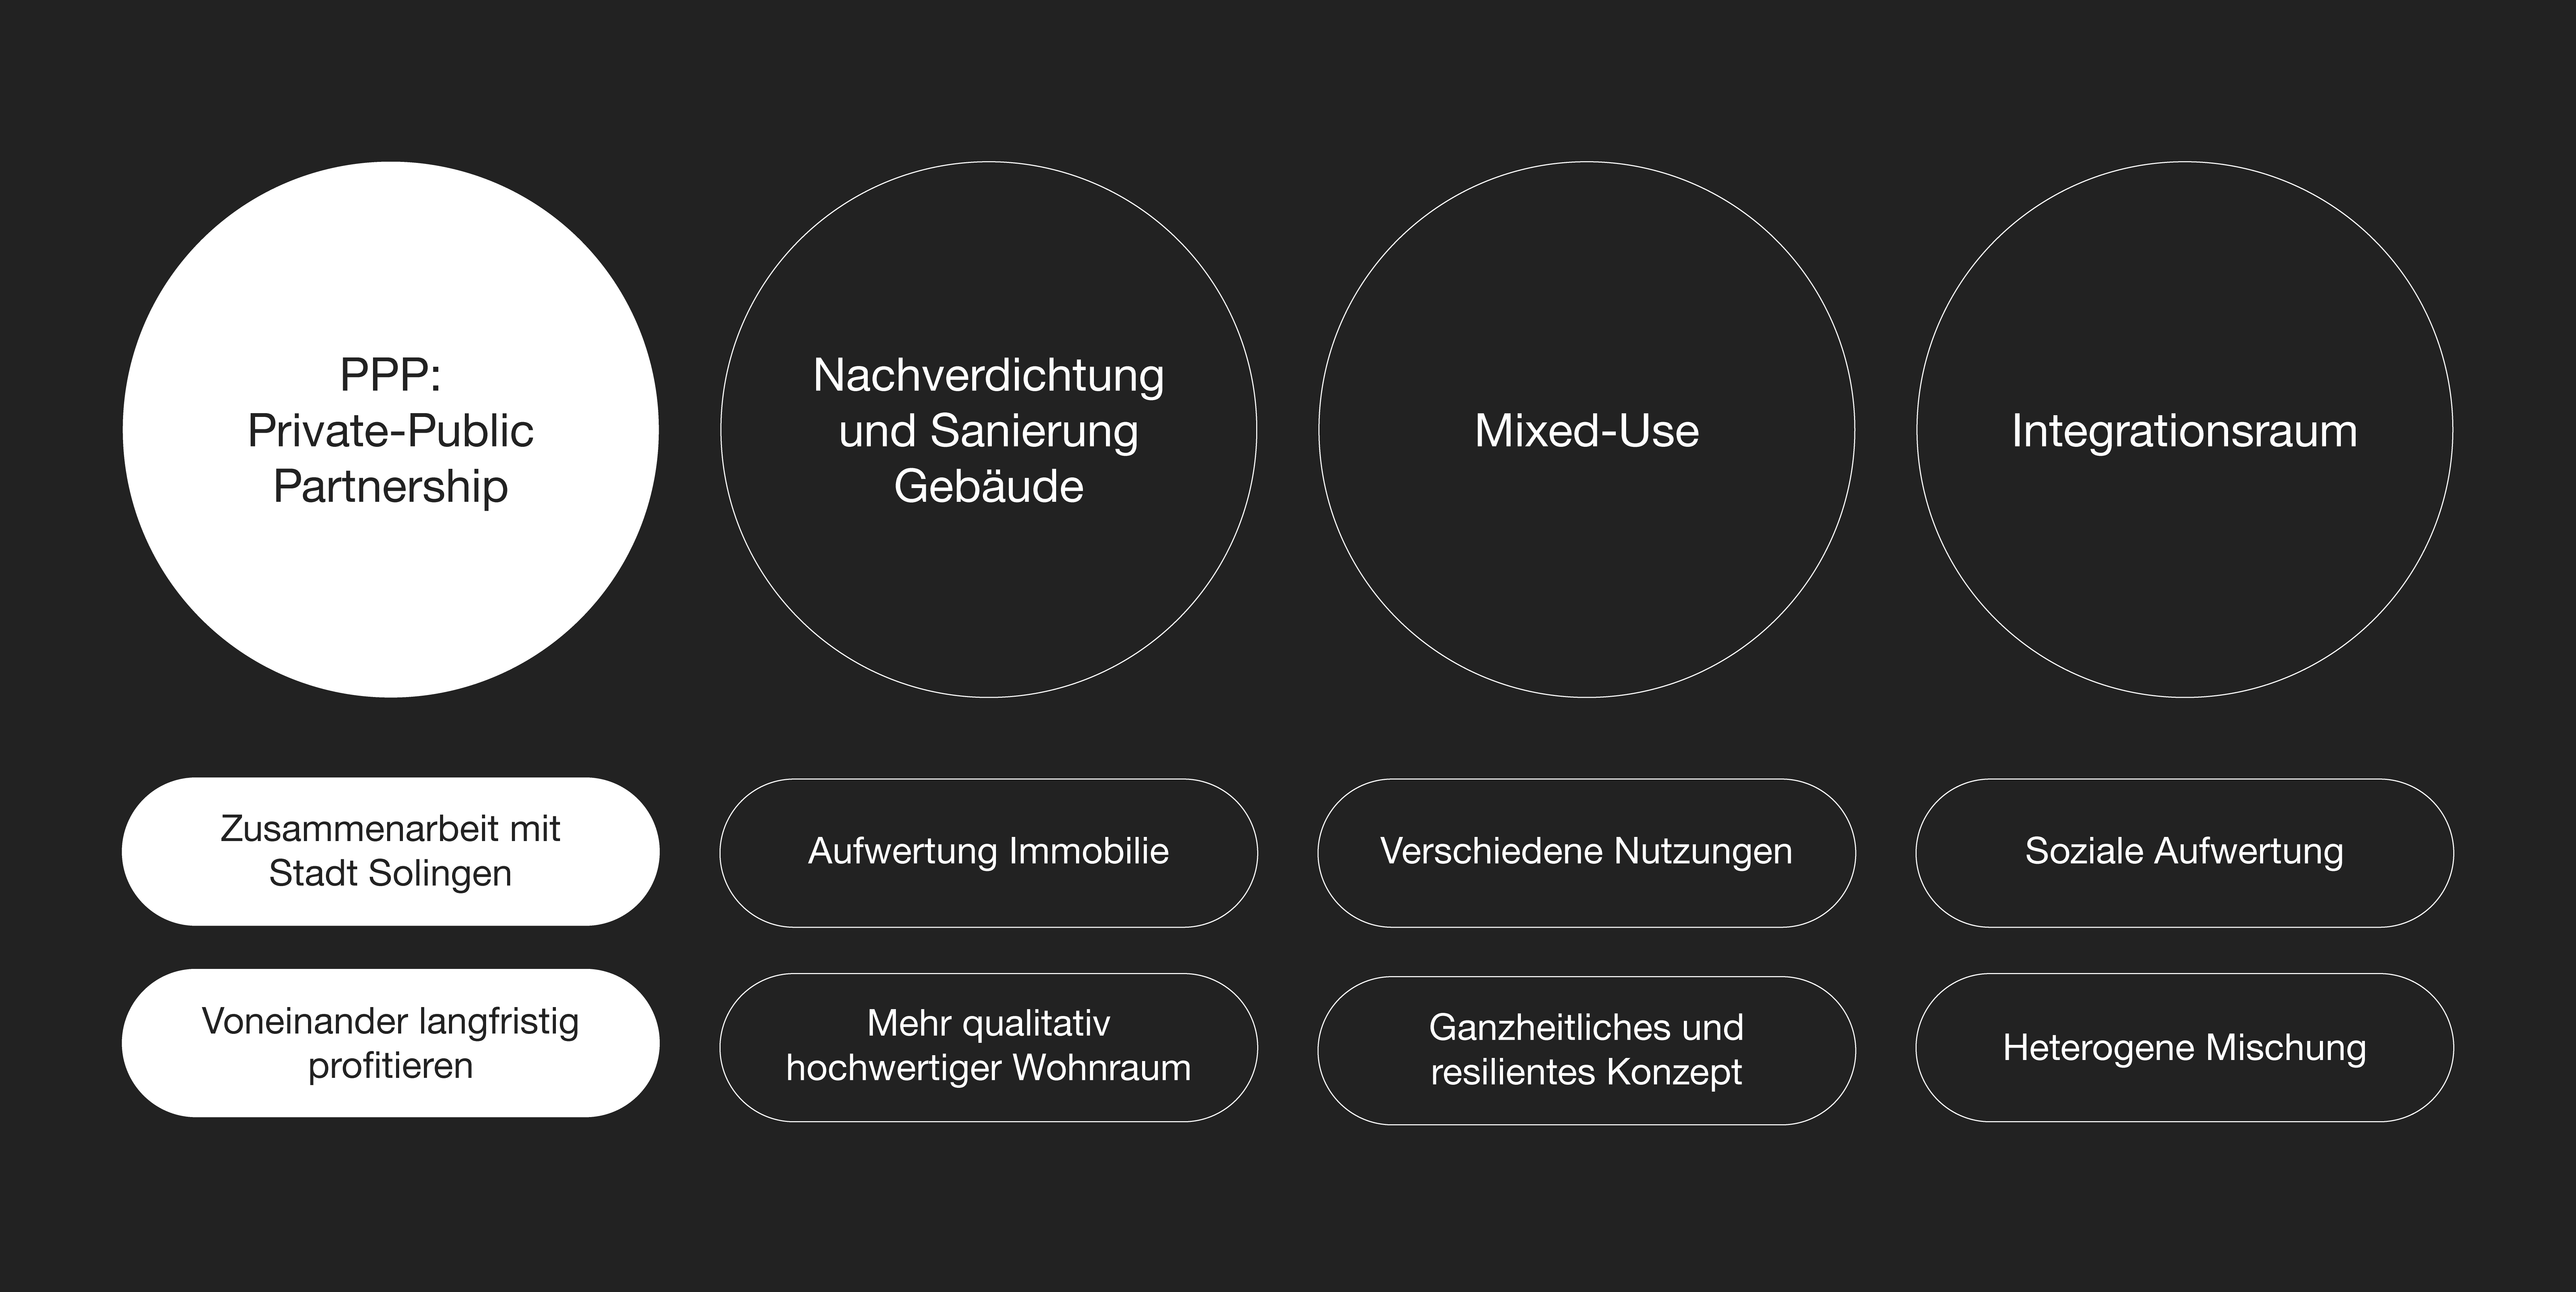 PPP:
Private-Public
Partnership
Nachverdichtung
und Sanierung
Gebäude
Mixed-Use
Integrationsraum
Zusammenarbeit mit
Stadt Solingen
Aufwertung Immobilie
Verschiedene Nutzungen
Soziale Aufwertung
Voneinander langfristig
profitieren
Mehr qualitativ
hochwertiger Wohnraum
Ganzheitliches und
resilientes Konzept
Heterogene Mischung